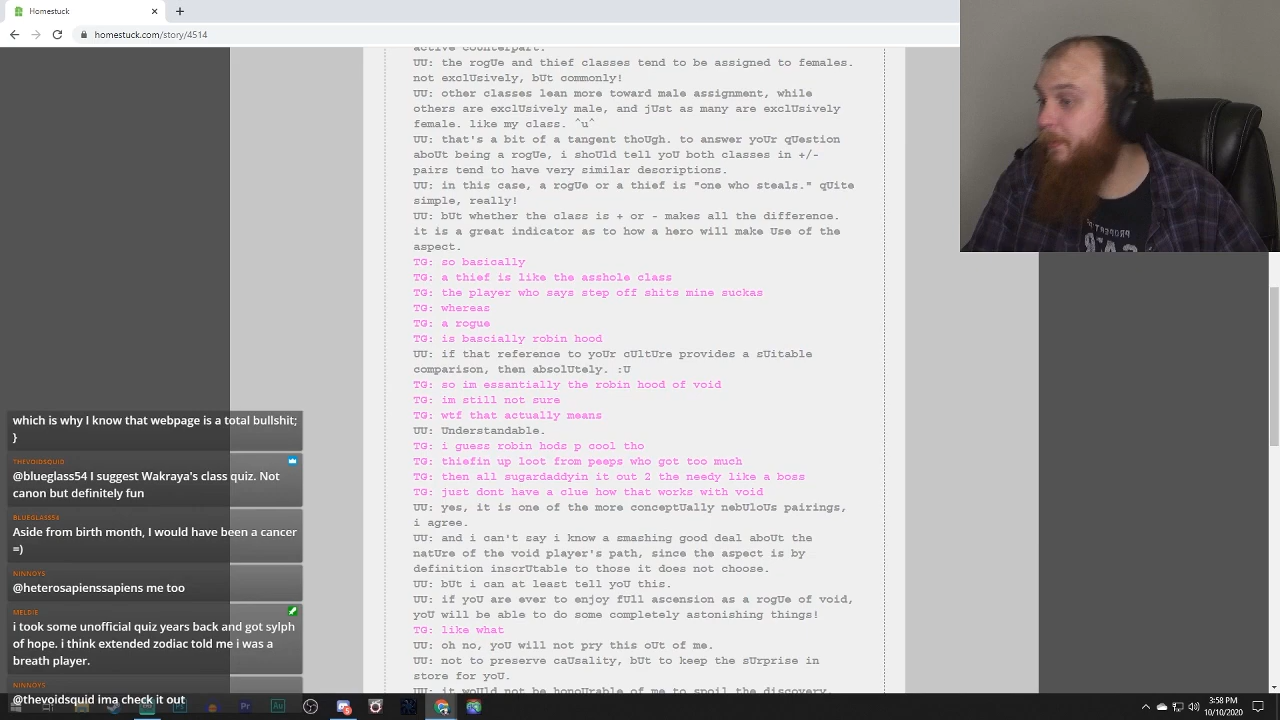 Homestuck
homestuck.com/story/4514
active counterpart.
UU: the rogUe and thief classes tend to be assigned to females.
not exclUsively, bUt commonly!
UU: other classes lean more toward male assignment, while
others are exclUsively male, and jUst as many are exclUsively
female. like my class. ^u^
UU: that's a bit of a tangent thoUgh. to answer yoUr qUestion
aboUt being a rogUe, i shoUld tell yoU both classes in +/-
pairs tend to have very similar descriptions.
UU: in this case, a rogUe or a thief is "one who steals." qUite
simple, really!
UU: bUt whether the class is + or - makes all the difference.
it is a great indicator as to how a hero will make Use of the
aspect.
TG: so basically
TG: a thief is like the asshole class
TG: the player who says step off shits mine suckas
TG: whereas
TG: a rogue
TG: is bascially robin hood
UU: if that reference to yoUr cUltUre provides a sUitable
comparison, then absolUtely. :U
TG: so im essantially the robin hood of void
TG: im still not sure
TG: wtf that actually means
UU: Understandable.
TG: i guess robin hods p cool tho
TG: thiefin up loot from peeps who got too much
TG: then all sugardaddyin it out 2 the needy like a boss
TG: just dont have a clue how that works with void
UU: yes, it is one of the more conceptUally nebUloUs pairings,
i agree.
UU: and i can't say i know a smashing good deal aboUt the
natUre of the void player's path, since the aspect is by
definition inscrUtable to those it does not choose.
UU: bUt i can at least tell yoU this.
UU: if yoU are ever to enjoy fUll ascension as a rogUe of void,
yoU will be able to do some completely astonishing things!
TG: like what
UU: oh no, yoU will not pry this oUt of me.
UU: not to preserve caUsality, bUt to keep the sUrprise in
store for yoU.
UU: it woUld not be honoUrable of me to spoil the discovery.
which is why I know that webpage is a total bullshit;
}
THEVOIDSQUID
@blueglass54 I suggest Wakraya's class quiz. Not
canon but definitely fun
BLUEGLASS54
Aside from birth month, I would have been a cancer
=)
NINNOYS
@heterosapienssapiens me too
MELD/E
i took some unofficial quiz years back and got sylph
of hope. i think extended zodiac told me i was a
breath player.
NINNOYS
@thevoidsquid ima check it out
PROPERTY OF
3:58 PM
10/10/2020